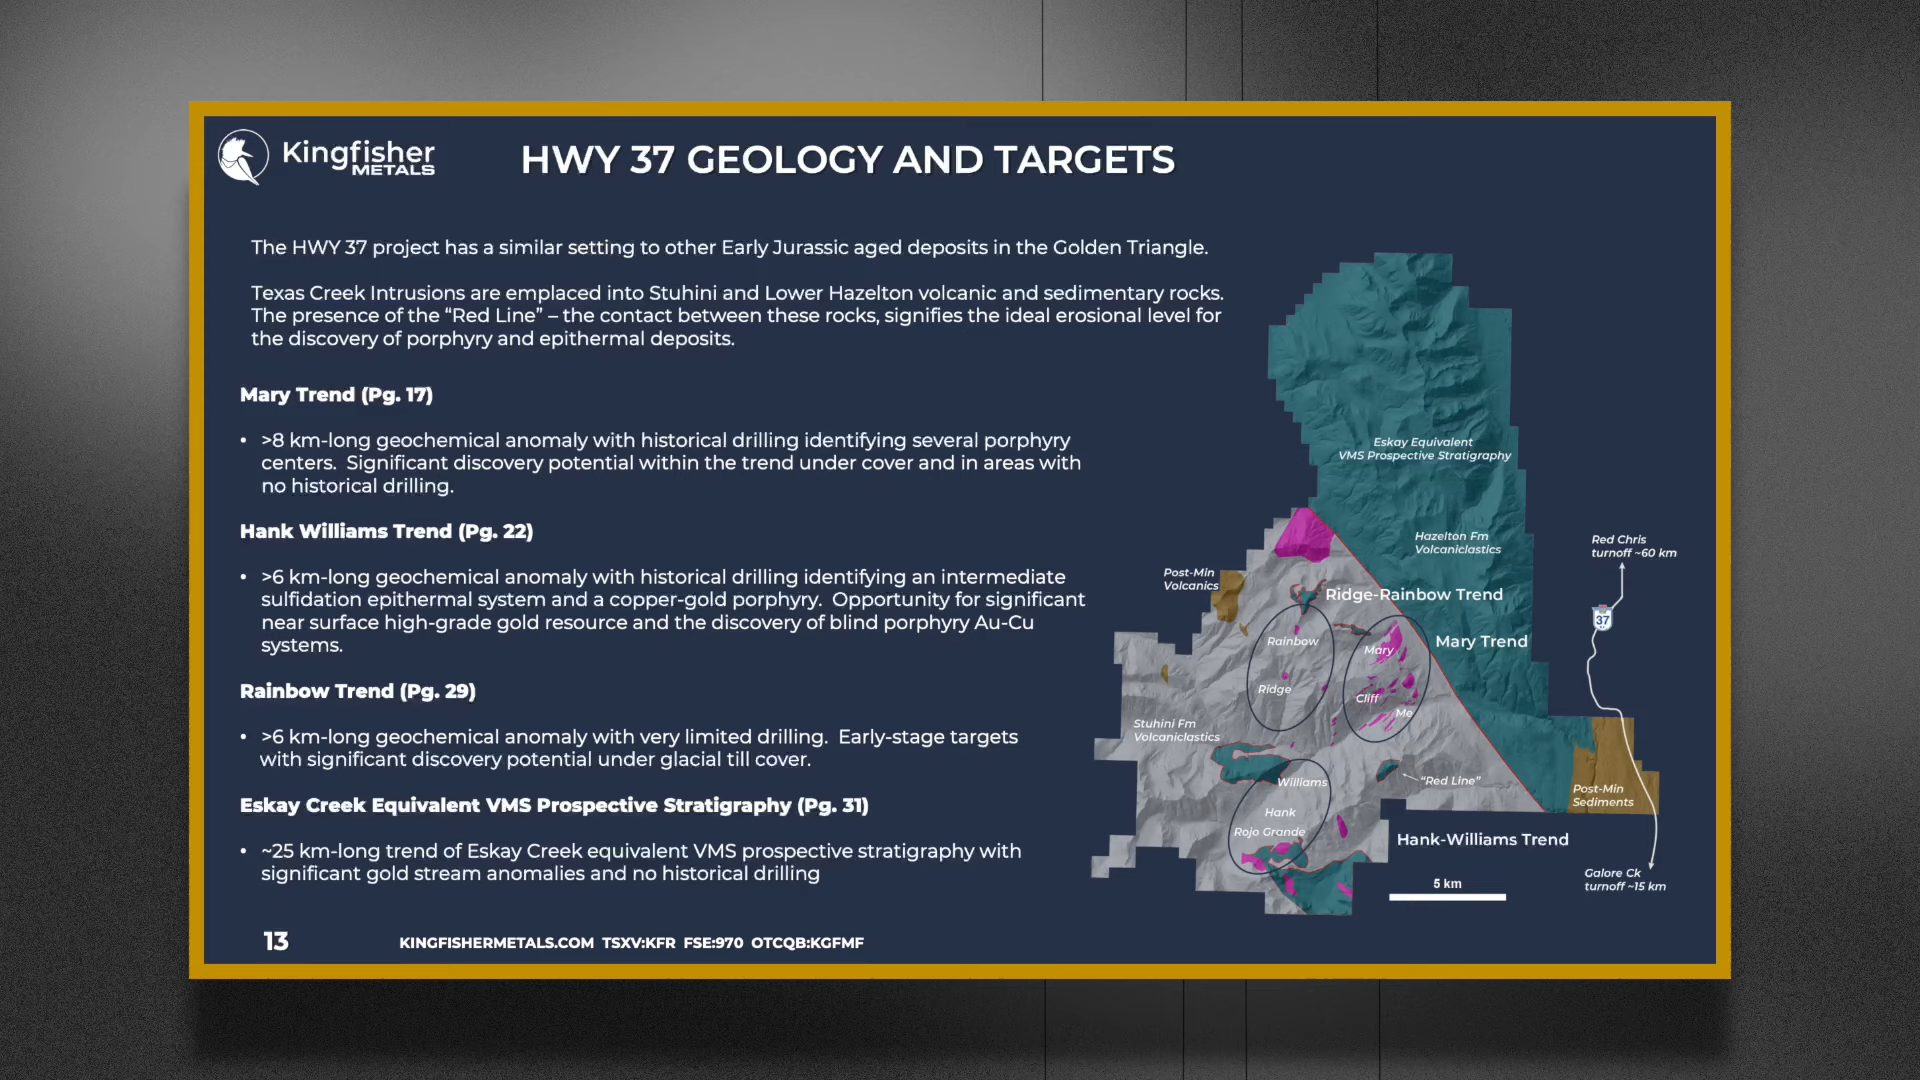 Kingfisher
METALS
HWY 37 GEOLOGY AND TARGETS
The HWY 37 project has a similar setting to other Early Jurassic aged deposits in the Golden Triangle.
Texas Creek Intrusions are emplaced into Stuhini and Lower Hazelton volcanic and sedimentary rocks.
The presence of the “Red Line” – the contact between these rocks, signifies the ideal erosional level for
the discovery of porphyry and epithermal deposits.
Mary Trend (Pg. 17)
• >8 km-long geochemical anomaly with historical drilling identifying several porphyry
centers. Significant discovery potential within the trend under cover and in areas with
no historical drilling.
Hank Williams Trend (Pg. 22)
• >6 km-long geochemical anomaly with historical drilling identifying an intermediate
sulfidation epithermal system and a copper-gold porphyry. Opportunity for significant
near surface high-grade gold resource and the discovery of blind porphyry Au-Cu
systems.
Rainbow Trend (Pg. 29)
• >6 km-long geochemical anomaly with very limited drilling. Early-stage targets
with significant discovery potential under glacial till cover.
Eskay Creek Equivalent VMS Prospective Stratigraphy (Pg. 31)
• ~25 km-long trend of Eskay Creek equivalent VMS prospective stratigraphy with
significant gold stream anomalies and no historical drilling
Eskay Equivalent
VMS Prospective Stratigraphy
Hazelton Fm
Volcaniclastics
Red Chris
turnoff ~60 km
Post-Min
Volcanics
Ridge-Rainbow Trend
37
Rainbow
Mary
Mary Trend
Ridge
Cliff
Me
Stuhini Fm
Volcaniclastics
Williams
“Red Line”
Post-Min
Sediments
Hank
Rojo Grande
Hank-Williams Trend
Galore Ck
turnoff ~15 km
5 km
13
KINGFISHERMETALS.COM TSXV:KFR FSE:970 OTCQB:KGFMF